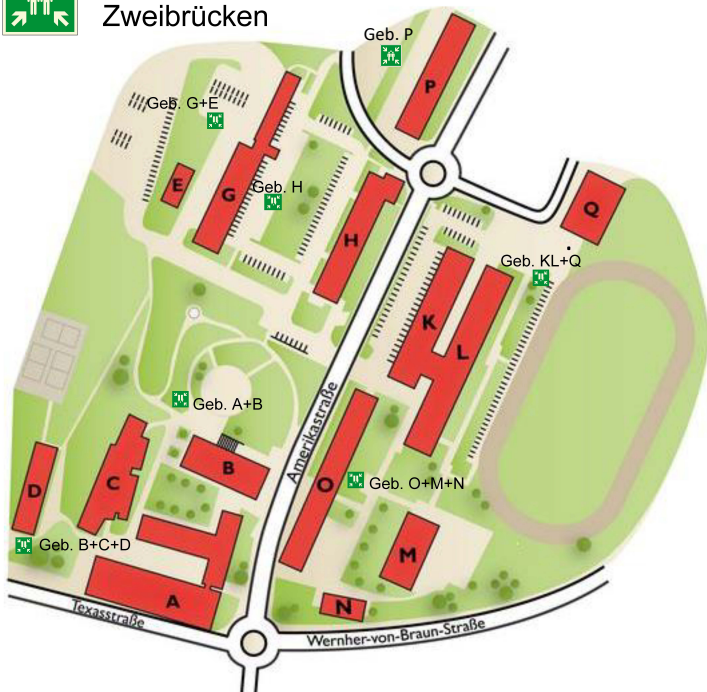 Zweibrücken
Geb. P
P
Geb. G+E
E
G
Geb. H
H
Q
Geb. KL+Q
K
L
Amerikastraße
Geb. A+B
B
C
D
O
Geb. O+M+N
M
Geb. B+C+D
A
N
Texasstraße
Wernher-von-Braun-Straße